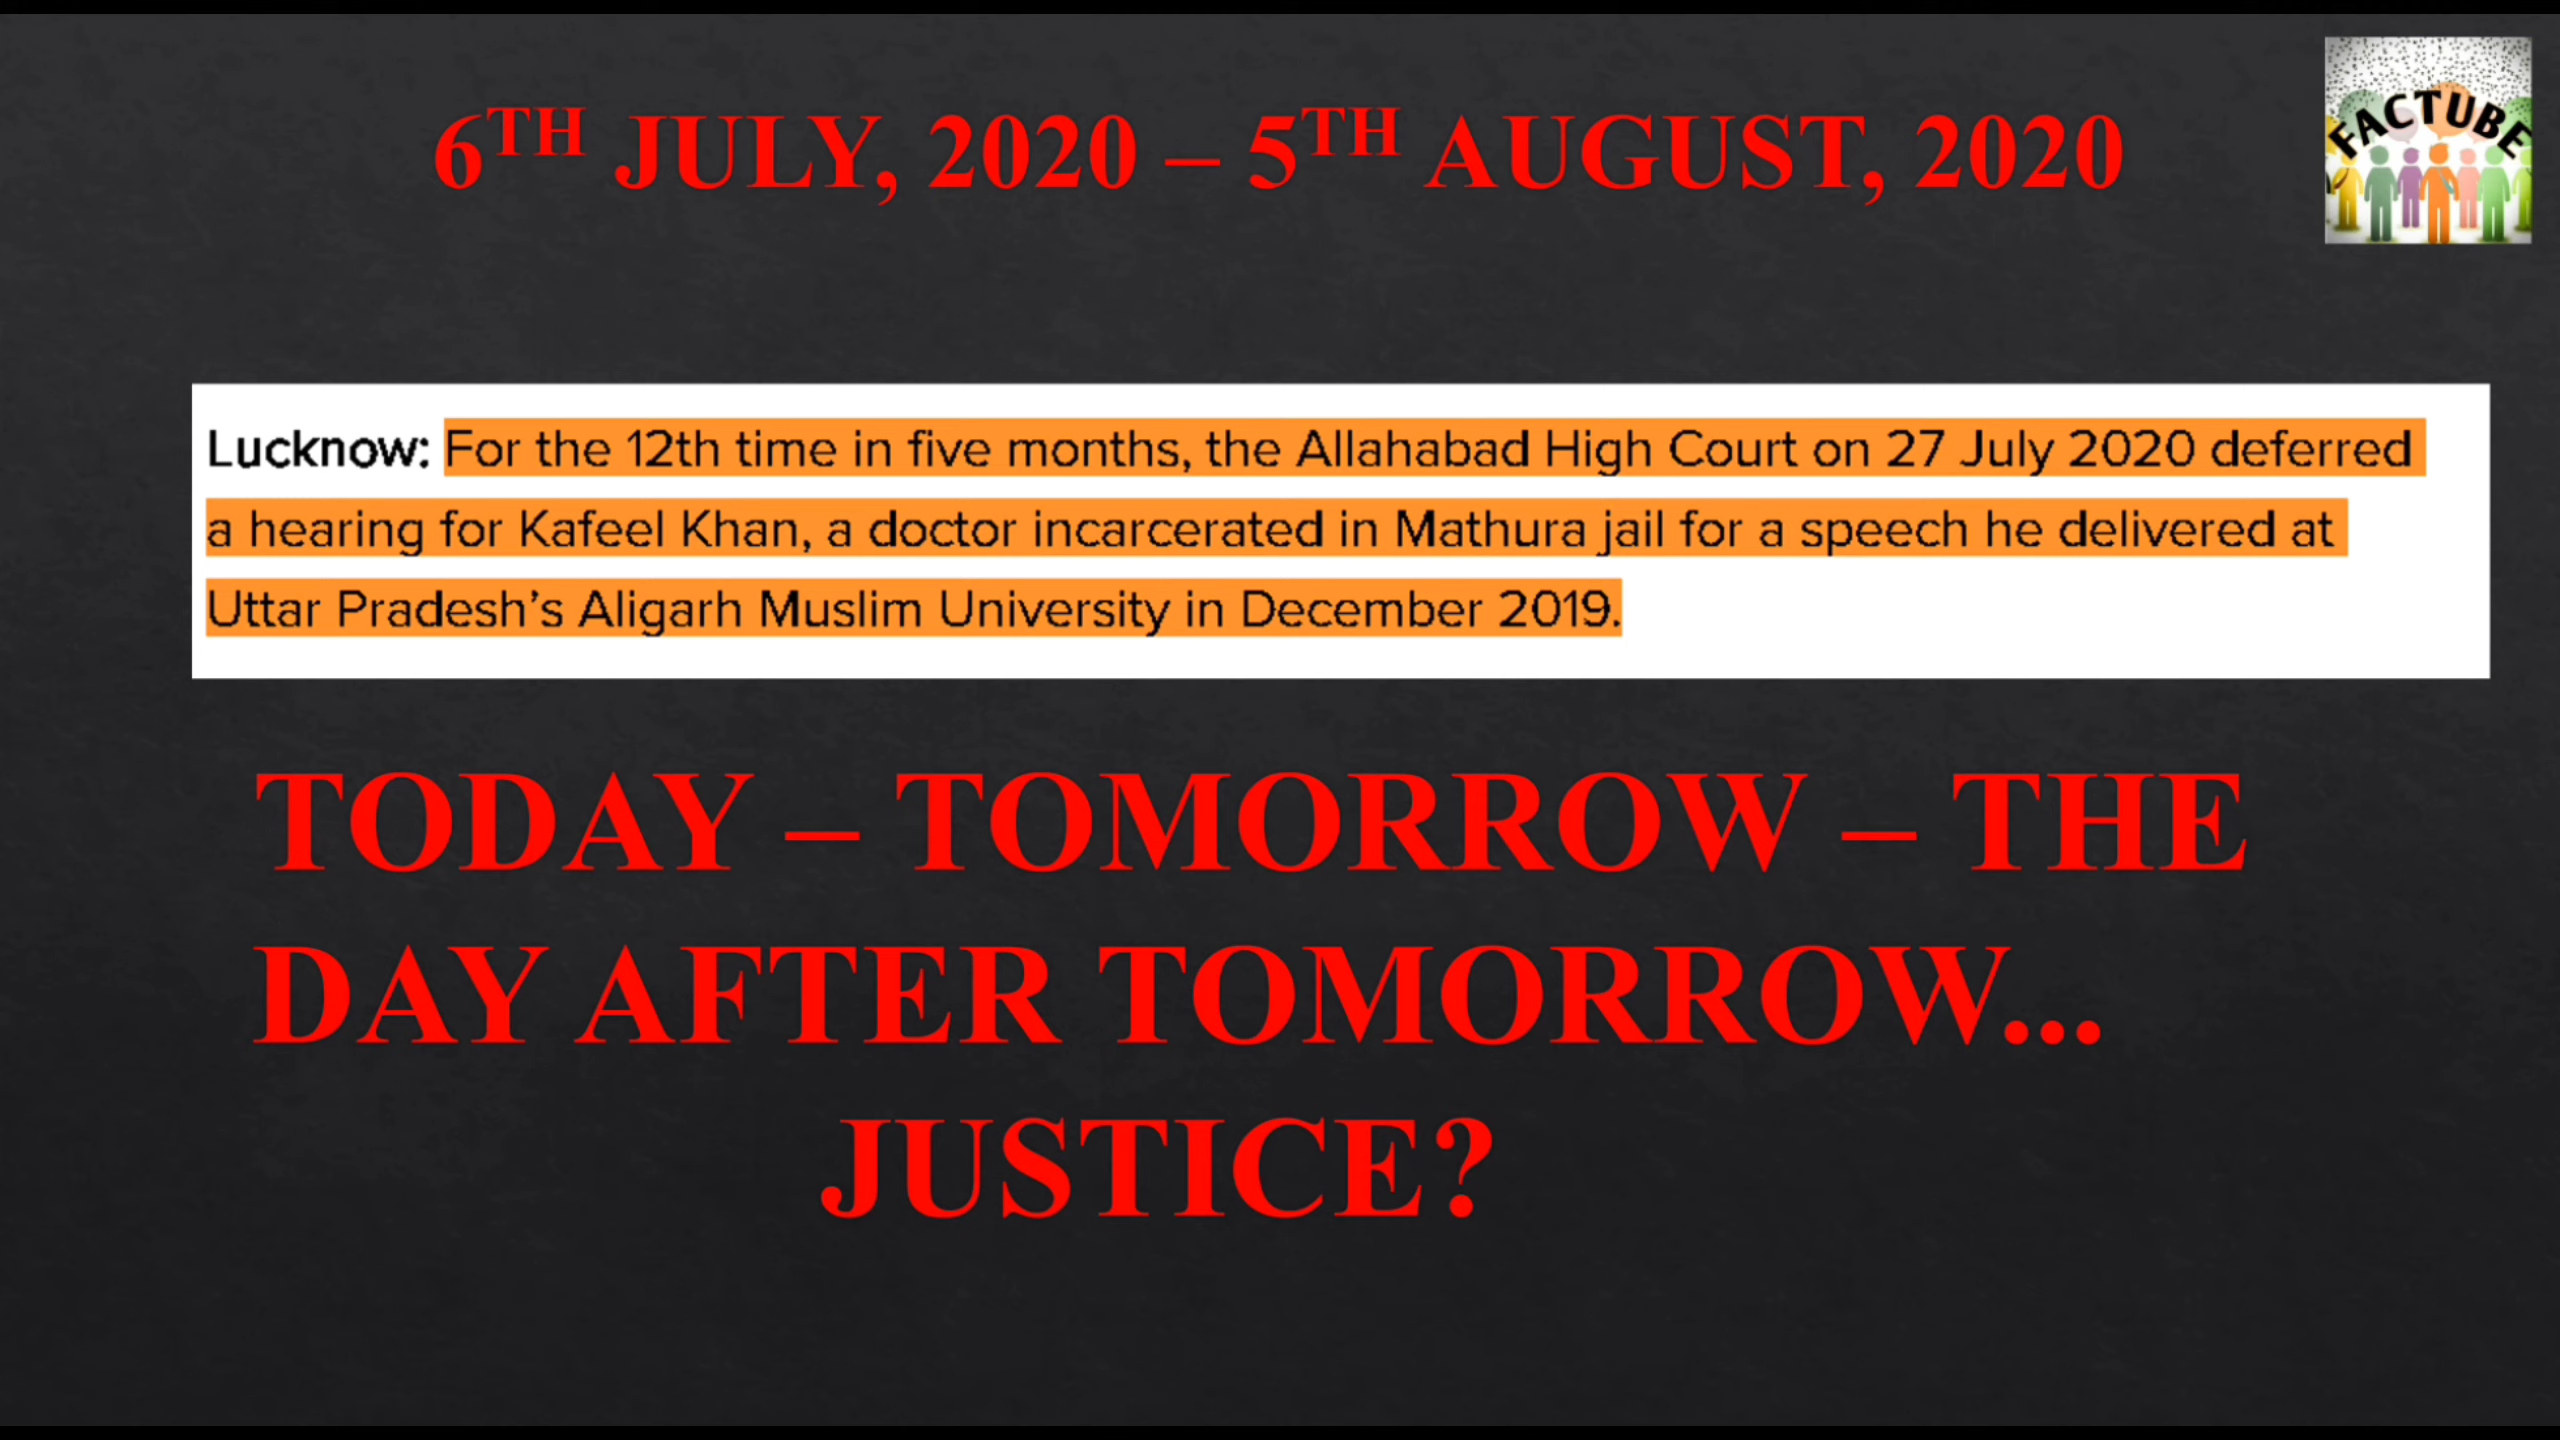 6TH JULY, 2020 – 5TH AUGUST, 2020
FACTUBE
Lucknow: For the 12th time in five months, the Allahabad High Court on 27 July 2020 deferred
a hearing for Kafeel Khan, a doctor incarcerated in Mathura jail for a speech he delivered at
Uttar Pradesh’s Aligarh Muslim University in December 2019.
TODAY – TOMORROW – THE
DAY AFTER TOMORROW...
JUSTICE?